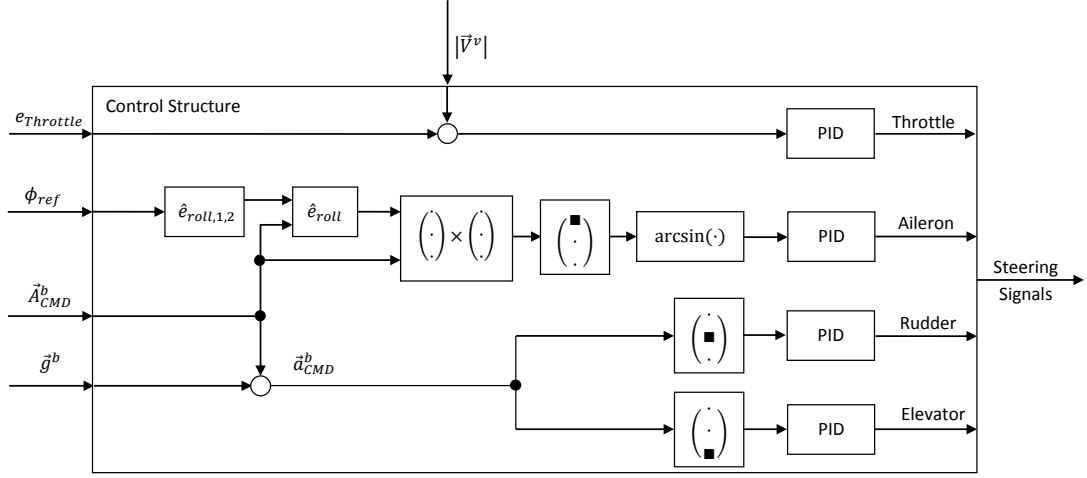 |V⃗ᵛ|
Control Structure
e_Throttle
PID
Throttle
ϕ_ref
ê_roll,1,2
ê_roll
(⋮) × (⋮)
(■ · ·)
arcsin(·)
PID
Aileron
Steering
Signals
A⃗ᵇ_CMD
(· ■ ·)
PID
Rudder
g⃗ᵇ
a⃗ᵇ_CMD
(· · ■)
PID
Elevator